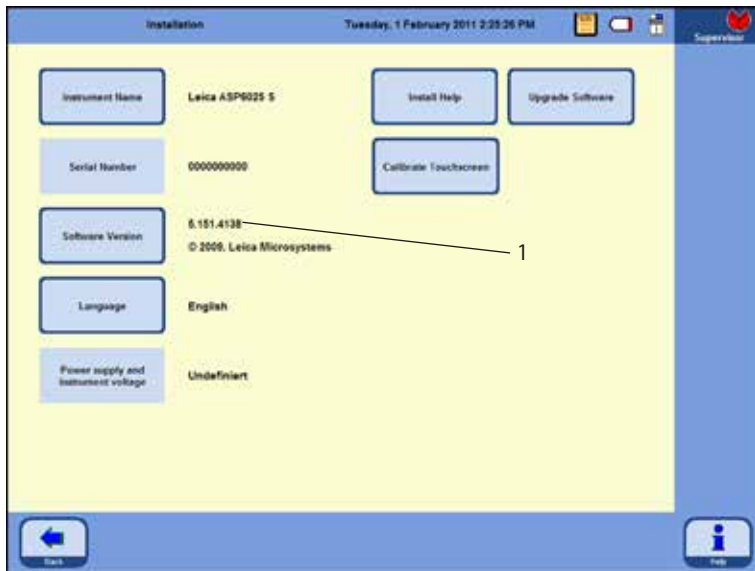 Installation
Tuesday, 1 February 2011 2:25:26 PM
Supervisor
Instrument Name
Leica ASP6025 S
Install Help
Upgrade Software
Serial Number
0000000000
Calibrate Touchscreen
Software Version
5.151.4138
© 2009, Leica Microsystems
1
Language
English
Power supply and
instrument voltage
Undefiniert
Back
Help